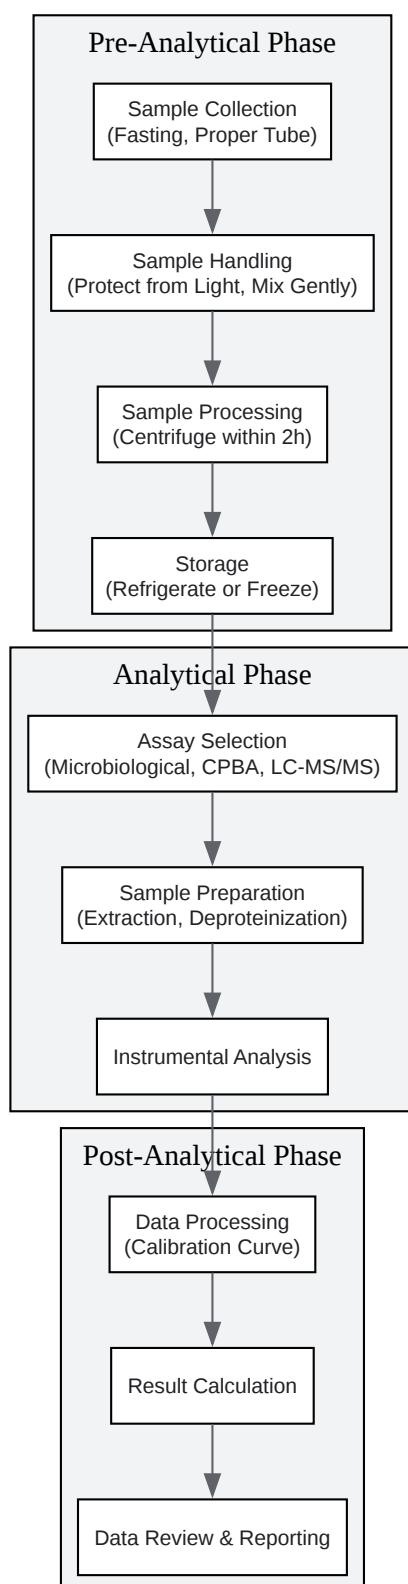 Pre-Analytical Phase
Sample Collection
(Fasting, Proper Tube)
Sample Handling
(Protect from Light, Mix Gently)
Sample Processing
(Centrifuge within 2h)
Storage
(Refrigerate or Freeze)
Analytical Phase
Assay Selection
(Microbiological, CPBA, LC-MS/MS)
Sample Preparation
(Extraction, Deproteinization)
Instrumental Analysis
Post-Analytical Phase
Data Processing
(Calibration Curve)
Result Calculation
Data Review & Reporting